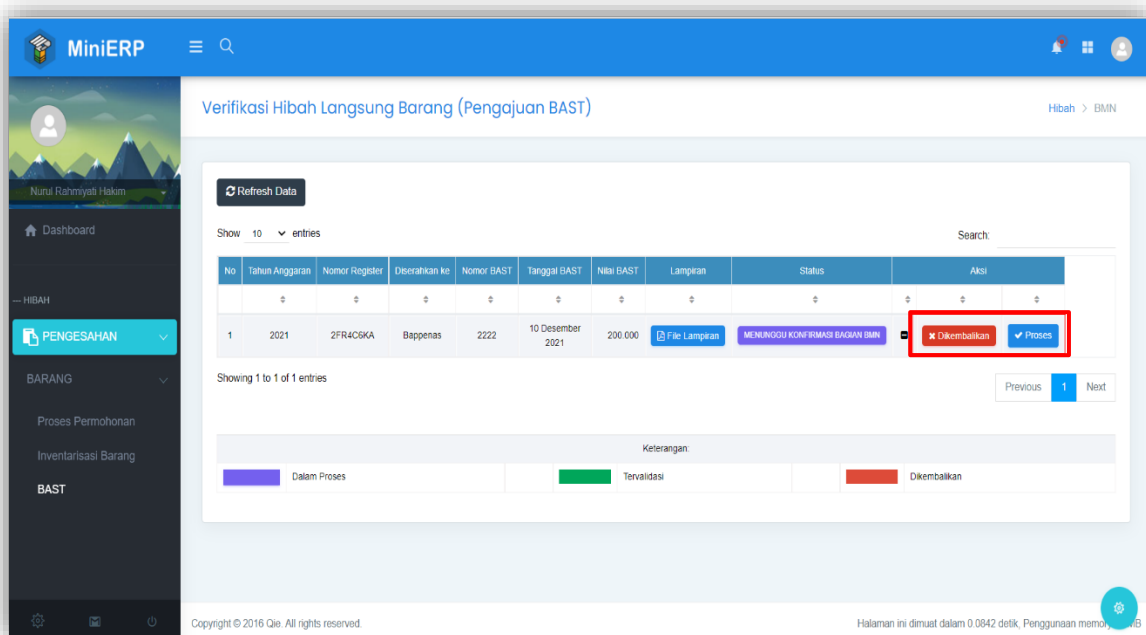 MiniERP
Verifikasi Hibah Langsung Barang (Pengajuan BAST)
Hibah > BMN
Nurul Rahmiyati Hakim
Dashboard
--- HIBAH
PENGESAHAN
BARANG
Proses Permohonan
Inventarisasi Barang
BAST
Refresh Data
Show 10 entries
Search:
No Tahun Anggaran Nomor Register Diserahkan ke Nomor BAST Tanggal BAST Nilai BAST Lampiran Status Aksi
1 2021 2FR4C6KA Bappenas 2222 10 Desember 2021 200.000 File Lampiran MENUNGGU KONFIRMASI BAGIAN BMN Dikembalikan Proses
Showing 1 to 1 of 1 entries
Previous 1 Next
Keterangan:
Dalam Proses Tervalidasi Dikembalikan
Copyright © 2016 Qie. All rights reserved.
Halaman ini dimuat dalam 0.0842 detik, Penggunaan